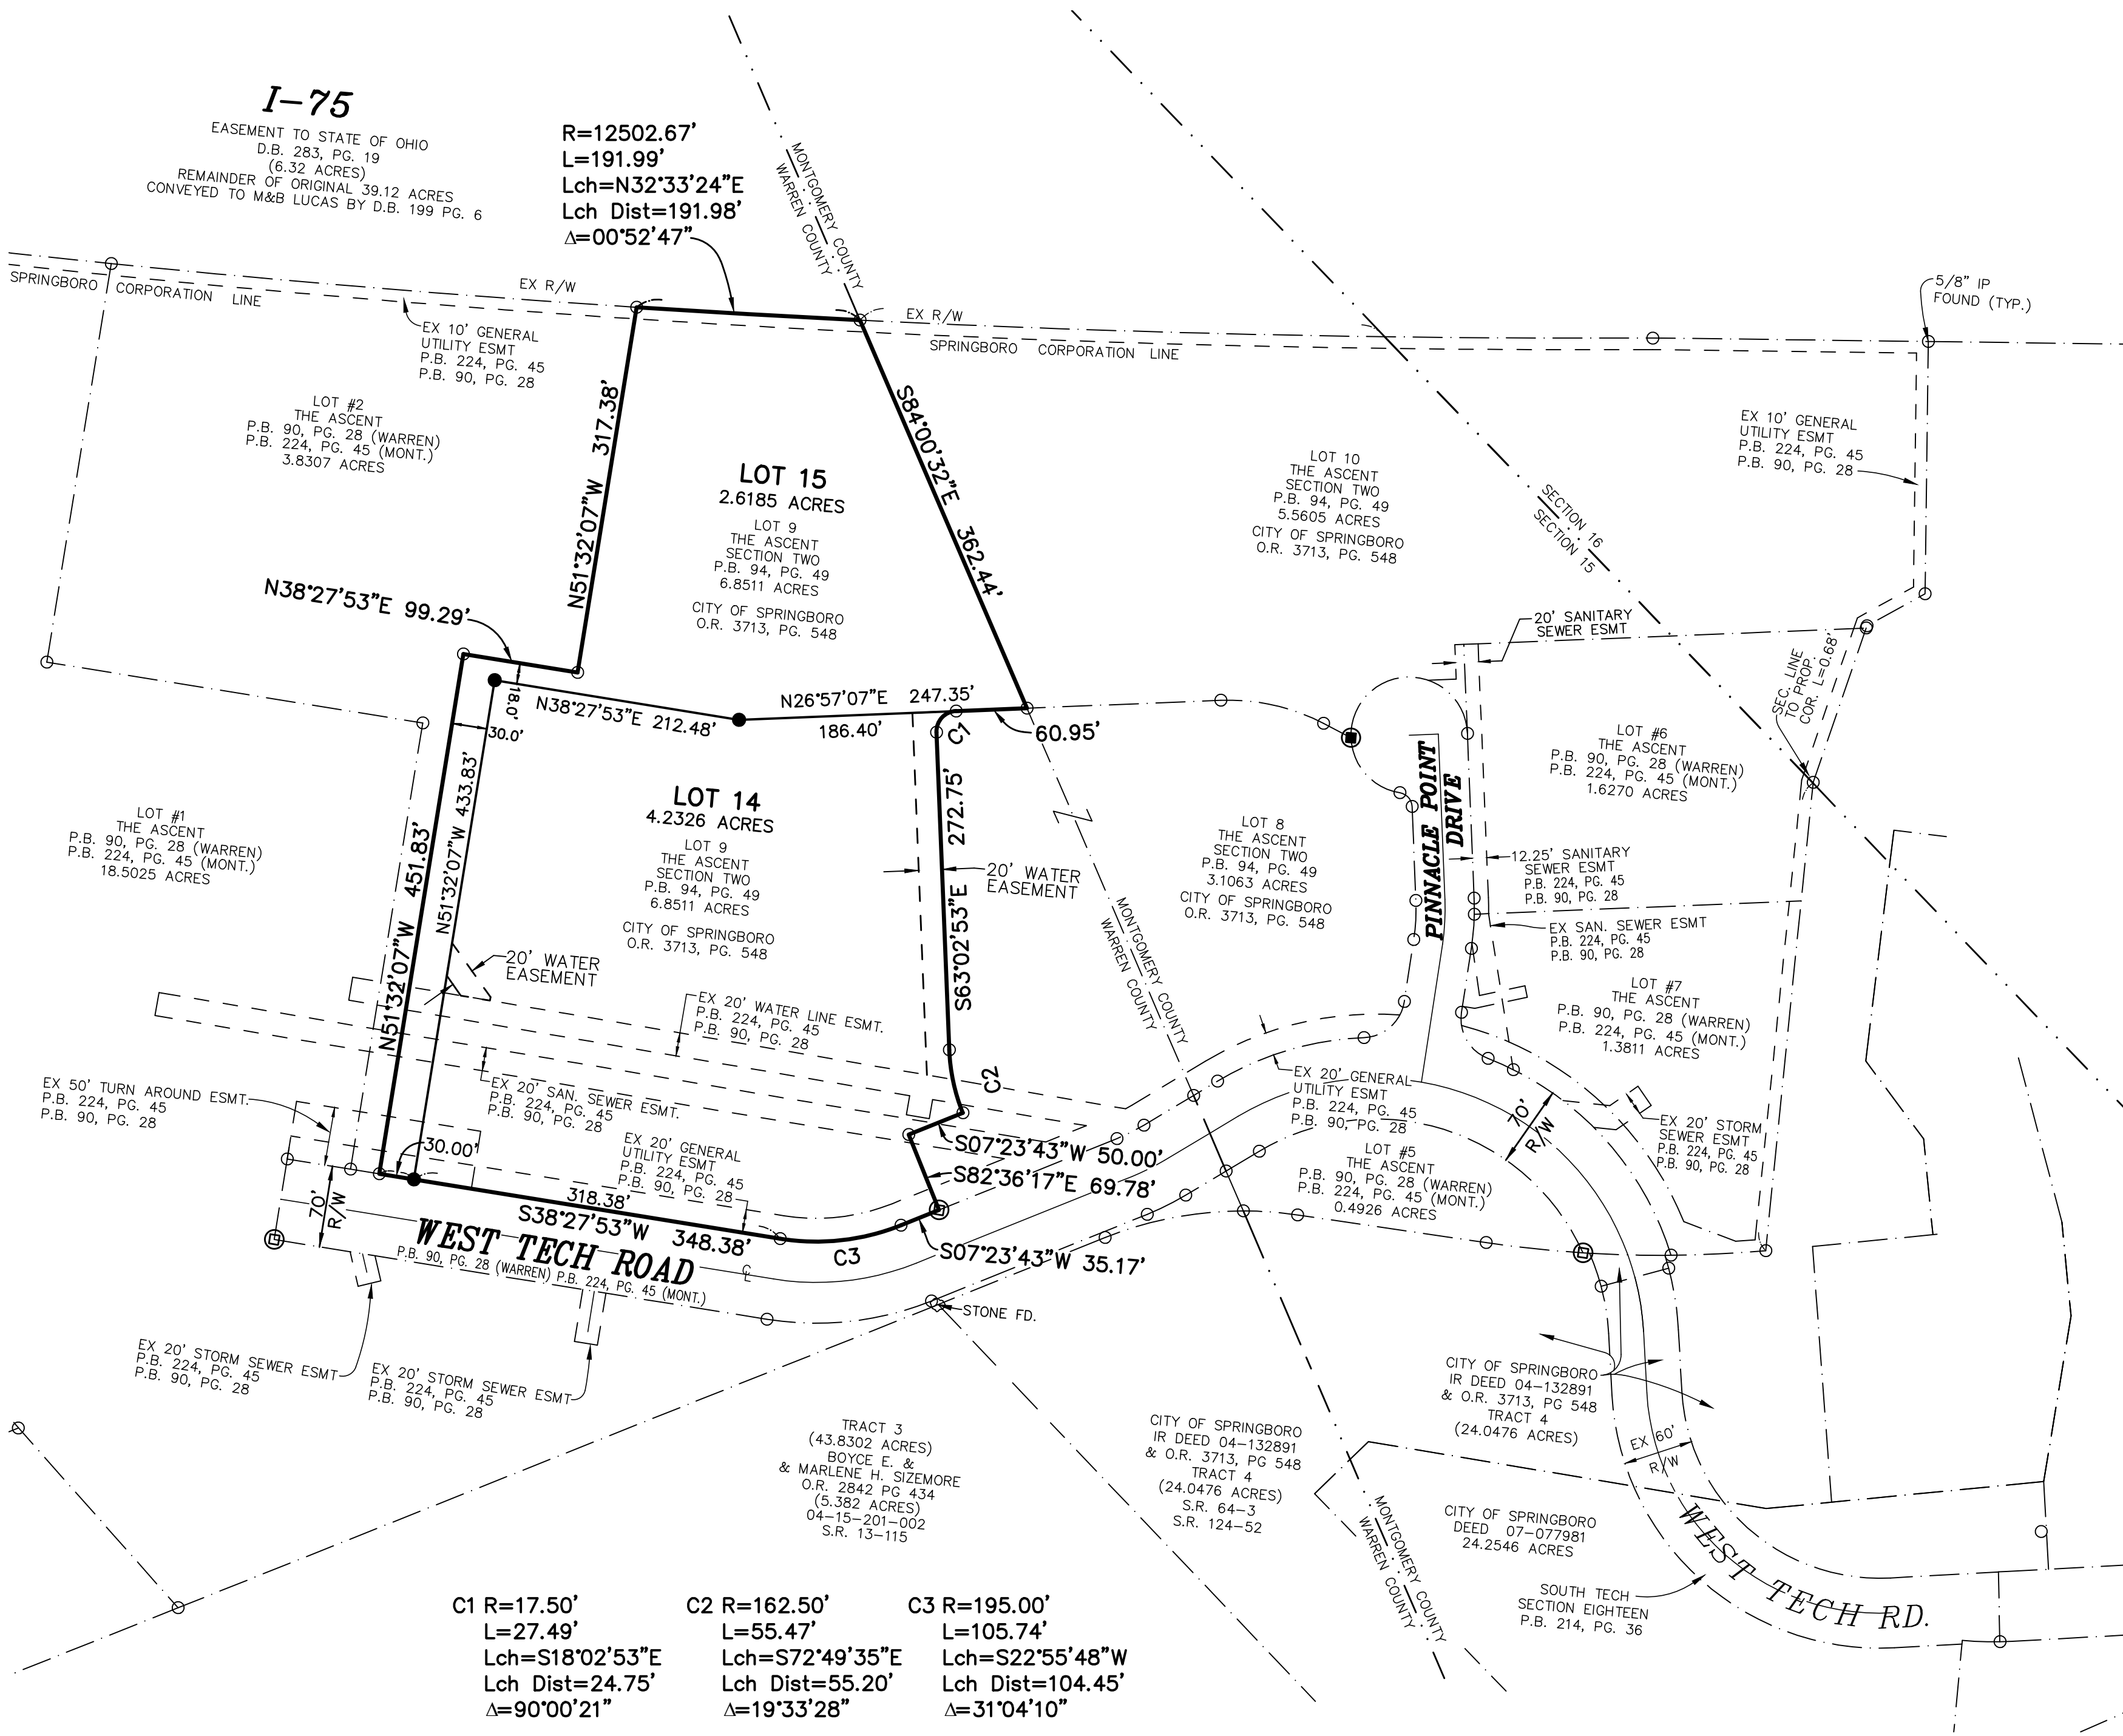 I-75
EASEMENT TO STATE OF OHIO
D.B. 283, PG. 19
(6.32 ACRES)
REMAINDER OF ORIGINAL 39.12 ACRES
CONVEYED TO M&B LUCAS BY D.B. 199 PG. 6
R=12502.67'
L=191.99'
Lch=N32°33'24"E
Lch Dist=191.98'
Δ=00°52'47"
MONTGOMERY COUNTY
WARREN COUNTY
SPRINGBORO CORPORATION LINE
EX R/W
EX R/W
SPRINGBORO CORPORATION LINE
5/8" IP
FOUND (TYP.)
EX 10' GENERAL
UTILITY ESMT
P.B. 224, PG. 45
P.B. 90, PG. 28
LOT #2
THE ASCENT
P.B. 90, PG. 28 (WARREN)
P.B. 224, PG. 45 (MONT.)
3.8307 ACRES
N51°32'07"W 317.38'
S84°00'32"E 362.44'
LOT 15
2.6185 ACRES
LOT 9
THE ASCENT
SECTION TWO
P.B. 94, PG. 49
6.8511 ACRES
CITY OF SPRINGBORO
O.R. 3713, PG. 548
LOT 10
THE ASCENT
SECTION TWO
P.B. 94, PG. 49
5.5605 ACRES
CITY OF SPRINGBORO
O.R. 3713, PG. 548
SECTION 16
SECTION 15
EX 10' GENERAL
UTILITY ESMT
P.B. 224, PG. 45
P.B. 90, PG. 28
N38°27'53"E 99.29'
18.0'
30.0'
N38°27'53"E 212.48'
N26°57'07"E 247.35'
186.40'
60.95'
C1
20' SANITARY
SEWER ESMT
SEC. LINE
TO PROP.
COR. L=0.68'
LOT #6
THE ASCENT
P.B. 90, PG. 28 (WARREN)
P.B. 224, PG. 45 (MONT.)
1.6270 ACRES
PINNACLE POINT
DRIVE
LOT #1
THE ASCENT
P.B. 90, PG. 28 (WARREN)
P.B. 224, PG. 45 (MONT.)
18.5025 ACRES
N51°32'07"W 451.83'
N51°32'07"W 433.83'
LOT 14
4.2326 ACRES
LOT 9
THE ASCENT
SECTION TWO
P.B. 94, PG. 49
6.8511 ACRES
CITY OF SPRINGBORO
O.R. 3713, PG. 548
S63°02'53"E 272.75'
20' WATER
EASEMENT
LOT 8
THE ASCENT
SECTION TWO
P.B. 94, PG. 49
3.1063 ACRES
CITY OF SPRINGBORO
O.R. 3713, PG. 548
MONTGOMERY COUNTY
WARREN COUNTY
12.25' SANITARY
SEWER ESMT
P.B. 224, PG. 45
P.B. 90, PG. 28
EX SAN. SEWER ESMT
P.B. 224, PG. 45
P.B. 90, PG. 28
LOT #7
THE ASCENT
P.B. 90, PG. 28 (WARREN)
P.B. 224, PG. 45 (MONT.)
1.3811 ACRES
20' WATER
EASEMENT
EX 20' WATER LINE ESMT.
P.B. 224, PG. 45
P.B. 90, PG. 28
C2
EX 50' TURN AROUND ESMT.
P.B. 224, PG. 45
P.B. 90, PG. 28
EX 20' SAN. SEWER ESMT.
P.B. 224, PG. 45
P.B. 90, PG. 28
30.00'
EX 20' GENERAL
UTILITY ESMT
P.B. 224, PG. 45
P.B. 90, PG. 28
S07°23'43"W 50.00'
S82°36'17"E 69.78'
EX 20' GENERAL
UTILITY ESMT
P.B. 224, PG. 45
P.B. 90, PG. 28
70'
R/W
EX 20' STORM
SEWER ESMT
P.B. 224, PG. 45
P.B. 90, PG. 28
LOT #5
THE ASCENT
P.B. 90, PG. 28 (WARREN)
P.B. 224, PG. 45 (MONT.)
0.4926 ACRES
70'
R/W
318.38'
S38°27'53"W 348.38'
WEST TECH ROAD
P.B. 90, PG. 28 (WARREN) P.B. 224, PG. 45 (MONT.)
CL
C3
S07°23'43"W 35.17'
STONE FD.
EX 20' STORM SEWER ESMT
P.B. 224, PG. 45
P.B. 90, PG. 28
EX 20' STORM SEWER ESMT
P.B. 224, PG. 45
P.B. 90, PG. 28
TRACT 3
(43.8302 ACRES)
BOYCE E. &
& MARLENE H. SIZEMORE
O.R. 2842 PG 434
(5.382 ACRES)
04-15-201-002
S.R. 13-115
CITY OF SPRINGBORO
IR DEED 04-132891
& O.R. 3713, PG 548
TRACT 4
(24.0476 ACRES)
S.R. 64-3
S.R. 124-52
MONTGOMERY COUNTY
WARREN COUNTY
CITY OF SPRINGBORO
IR DEED 04-132891
& O.R. 3713, PG 548
TRACT 4
(24.0476 ACRES)
EX 60'
R/W
CITY OF SPRINGBORO
DEED 07-077981
24.2546 ACRES
SOUTH TECH
SECTION EIGHTEEN
P.B. 214, PG. 36
WEST TECH RD.
C1 R=17.50'
L=27.49'
Lch=S18°02'53"E
Lch Dist=24.75'
Δ=90°00'21"
C2 R=162.50'
L=55.47'
Lch=S72°49'35"E
Lch Dist=55.20'
Δ=19°33'28"
C3 R=195.00'
L=105.74'
Lch=S22°55'48"W
Lch Dist=104.45'
Δ=31°04'10"